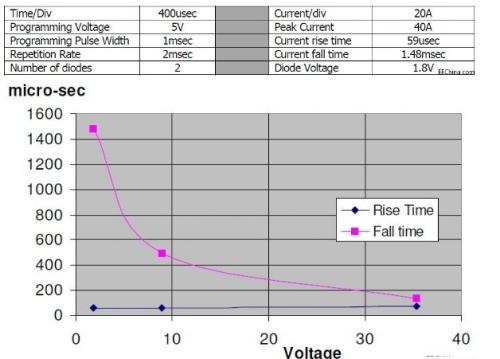 Time/Div 400usec Current/div 20A
Programming Voltage 5V Peak Current 40A
Programming Pulse Width 1msec Current rise time 59usec
Repetition Rate 2msec Current fall time 1.48msec
Number of diodes 2 Diode Voltage 1.8V EEChina.com
micro-sec
1600
1400
1200
1000
800
600
400
200
0
Rise Time
Fall time
0 10 20 30 40
Voltage